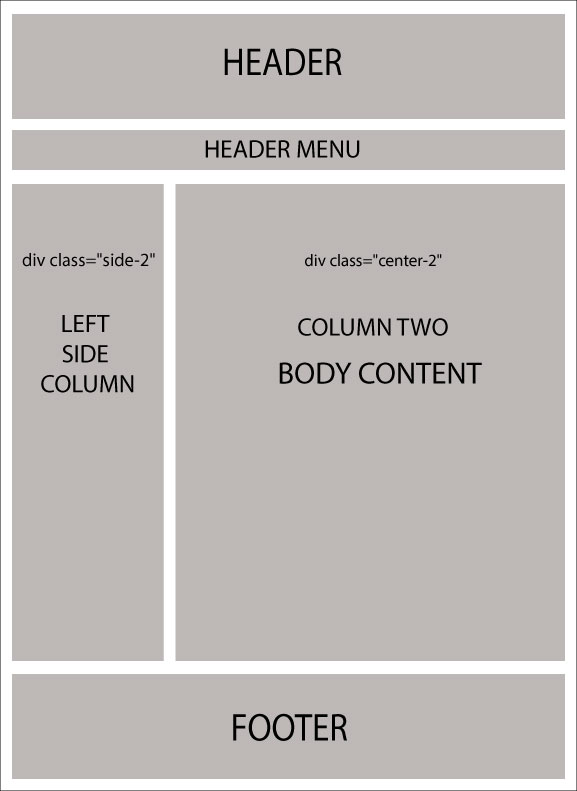 HEADER
HEADER MENU
div class="side-2"
LEFT
SIDE
COLUMN
div class="center-2"
COLUMN TWO
BODY CONTENT
FOOTER